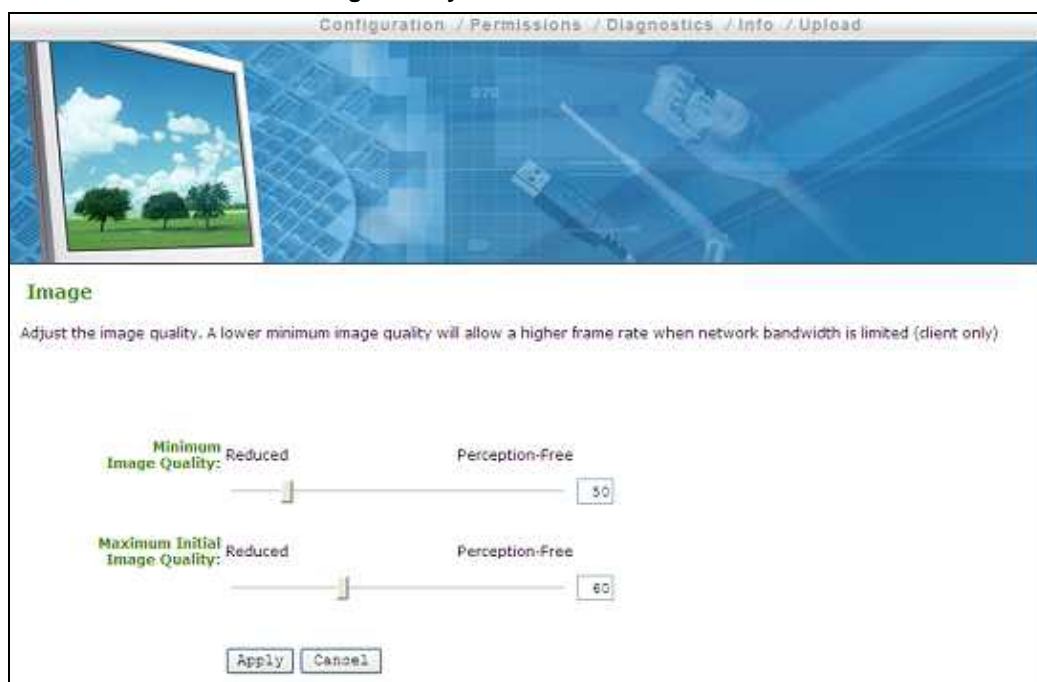 Configuration / Permissions / Diagnostics / Info / Upload
070
Image
Adjust the image quality. A lower minimum image quality will allow a higher frame rate when network bandwidth is limited (client only)
Minimum
Image Quality:
Reduced Perception-Free
50
Maximum Initial
Image Quality:
Reduced Perception-Free
60
Apply Cancel